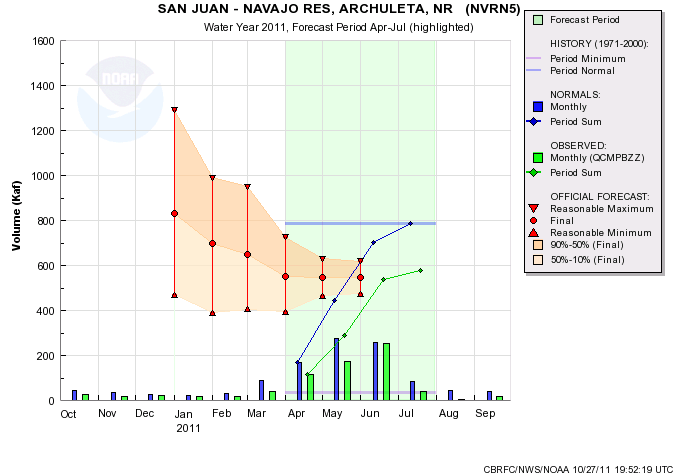 SAN JUAN - NAVAJO RES, ARCHULETA, NR (NVRN5)
Water Year 2011, Forecast Period Apr-Jul (highlighted)
Volume (Kaf)
1600
1400
1200
1000
800
600
400
200
0
NOAA
Oct
Nov
Dec
Jan
Feb
Mar
Apr
May
Jun
Jul
Aug
Sep
2011
Forecast Period
HISTORY (1971-2000):
Period Minimum
Period Normal
NORMALS:
Monthly
Period Sum
OBSERVED:
Monthly (QCMPBZZ)
Period Sum
OFFICIAL FORECAST:
Reasonable Maximum
Final
Reasonable Minimum
90%-50% (Final)
50%-10% (Final)
CBRFC/NWS/NOAA 10/27/11 19:52:19 UTC